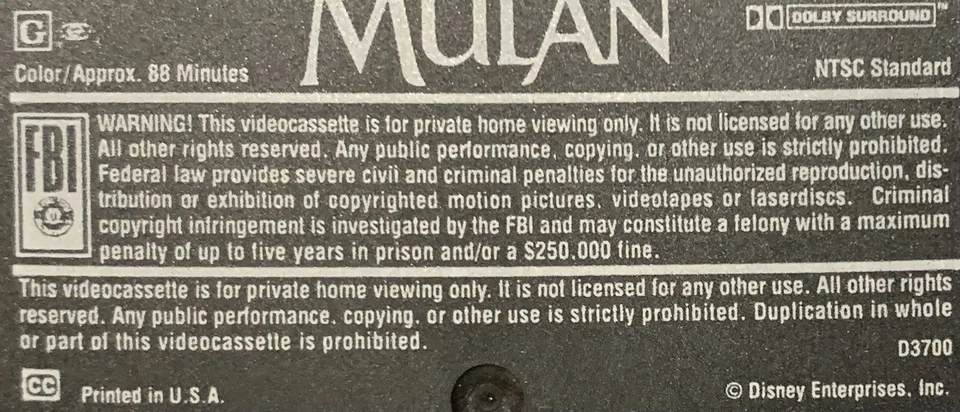 MULAN
G CC DOLBY SURROUND™
Color/Approx. 88 Minutes NTSC Standard
FBI
WARNING! This videocassette is for private home viewing only. It is not licensed for any other use.
All other rights reserved. Any public performance, copying, or other use is strictly prohibited.
Federal law provides severe civil and criminal penalties for the unauthorized reproduction, dis-
tribution or exhibition of copyrighted motion pictures, videotapes or laserdiscs. Criminal
copyright infringement is investigated by the FBI and may constitute a felony with a maximum
penalty of up to five years in prison and/or a $250,000 fine.
This videocassette is for private home viewing only. It is not licensed for any other use. All other rights
reserved. Any public performance, copying, or other use is strictly prohibited. Duplication in whole
or part of this videocassette is prohibited.
D3700
CC Printed in U.S.A. © Disney Enterprises, Inc.